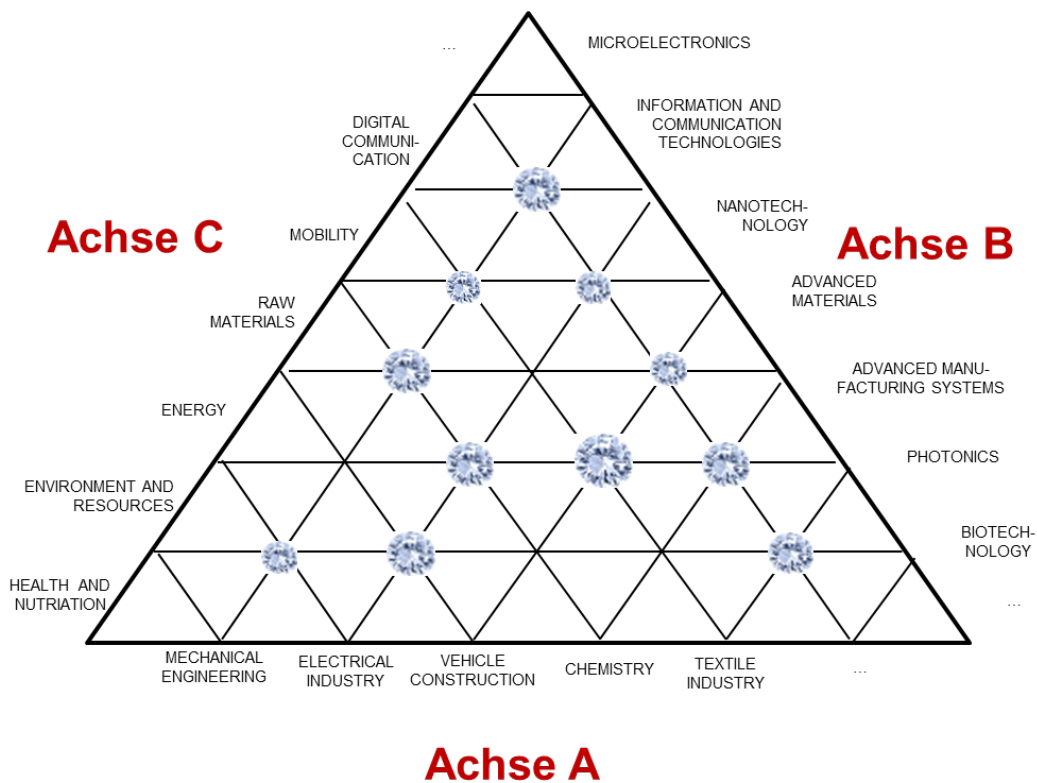 ...
MICROELECTRONICS
DIGITAL
COMMUNI-
CATION
INFORMATION AND
COMMUNICATION
TECHNOLOGIES
NANOTECH-
NOLOGY
Achse C
MOBILITY
Achse B
RAW
MATERIALS
ADVANCED
MATERIALS
ENERGY
ADVANCED MANU-
FACTURING SYSTEMS
ENVIRONMENT AND
RESOURCES
PHOTONICS
BIOTECH-
NOLOGY
HEALTH AND
NUTRIATION
...
MECHANICAL
ENGINEERING
ELECTRICAL
INDUSTRY
VEHICLE
CONSTRUCTION
CHEMISTRY
TEXTILE
INDUSTRY
...
Achse A